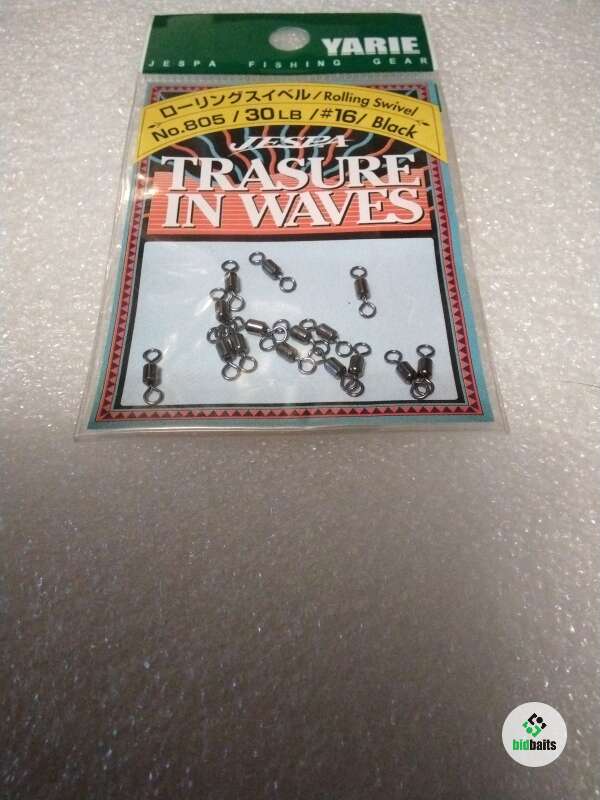 YARIE
JESPA FISHING GEAR
ローリングスイベル/Rolling Swivel
No.805/30LB/#16/Black
JESPA
TRASURE
IN WAVES
bidbaits